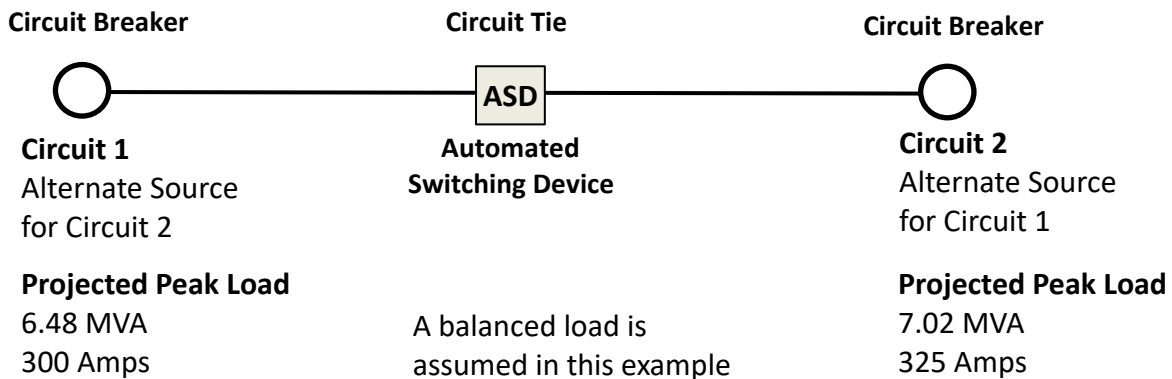 Circuit Breaker
Circuit Tie
Circuit Breaker
ASD
Circuit 1
Alternate Source
for Circuit 2
Automated
Switching Device
Circuit 2
Alternate Source
for Circuit 1
Projected Peak Load
6.48 MVA
300 Amps
A balanced load is
assumed in this example
Projected Peak Load
7.02 MVA
325 Amps